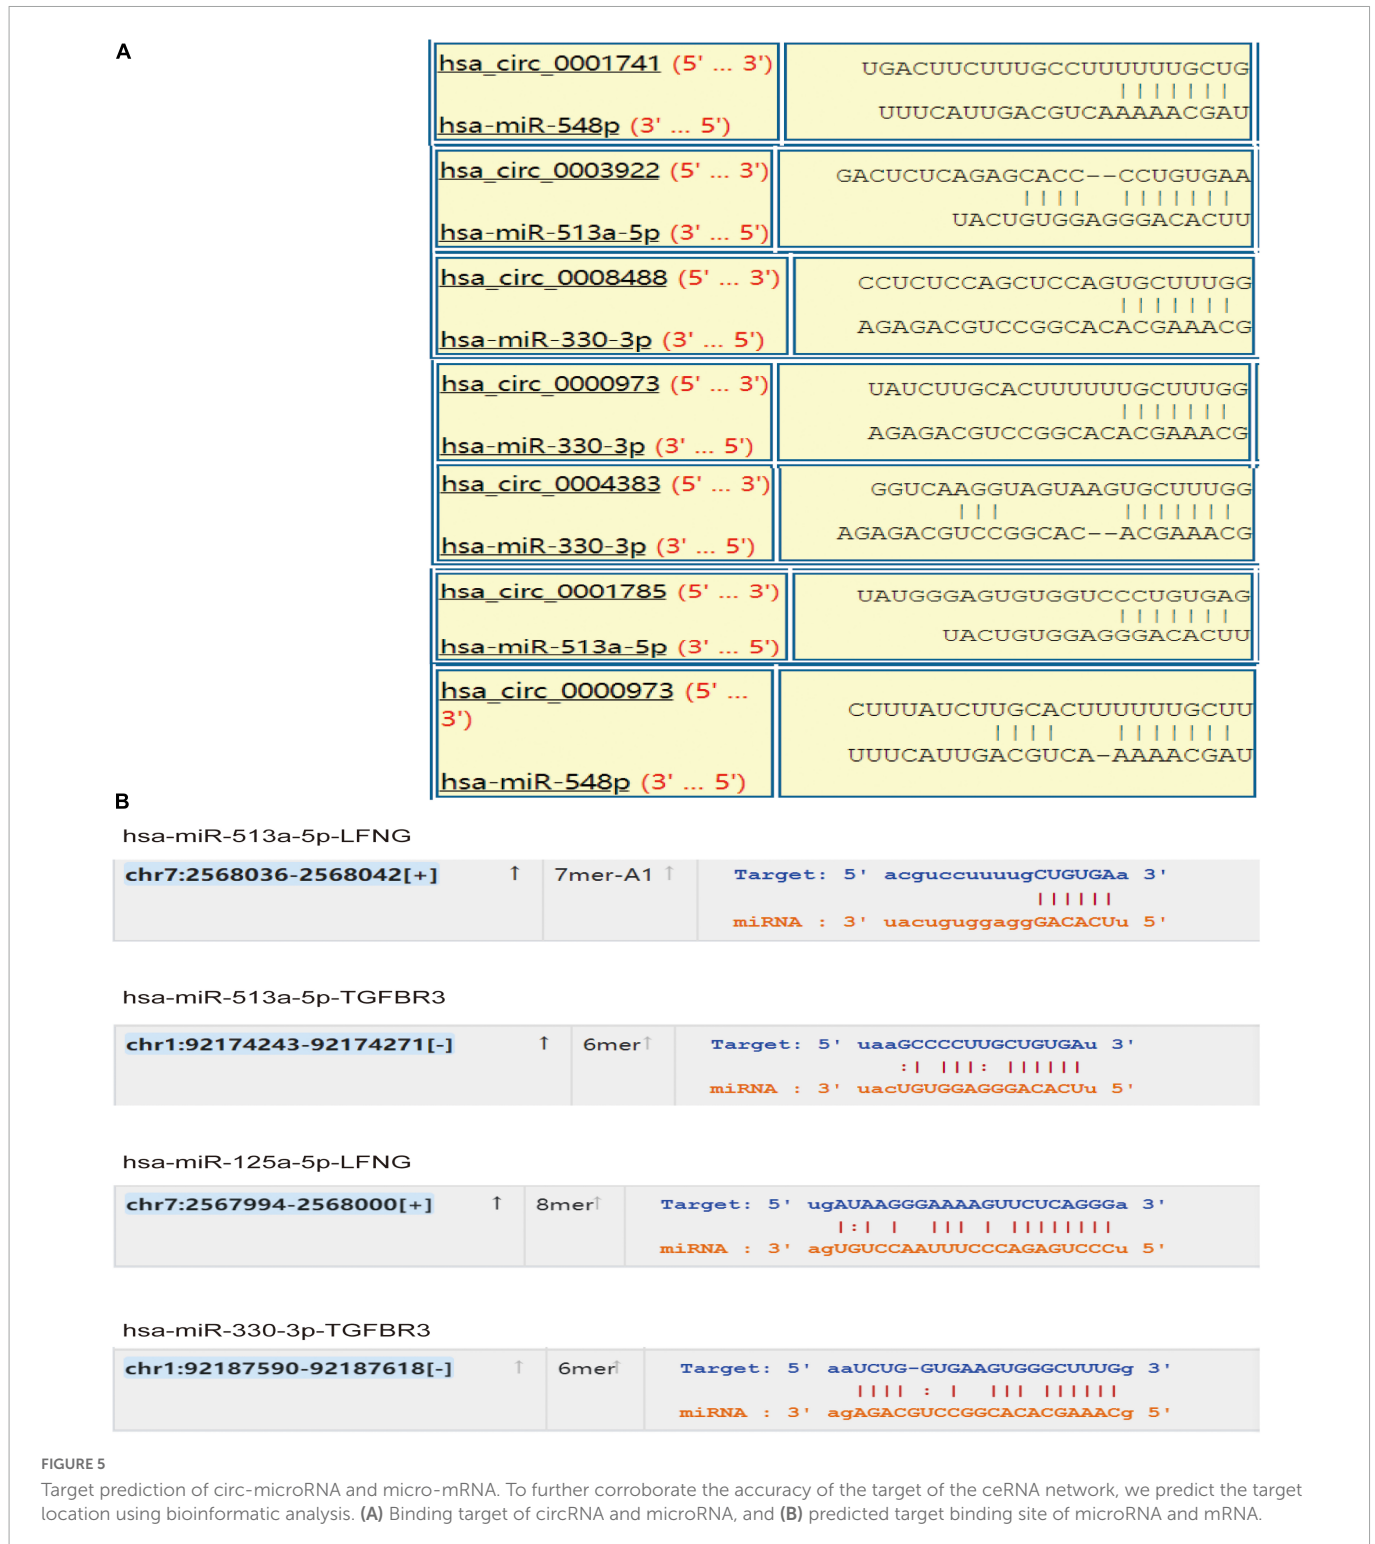 A
hsa_circ_0001741 (5' ... 3')
UGACUUCUUUGCCUUUUUUGCUG
| | | | | | |
hsa-miR-548p (3' ... 5')
UUUCAUUGACGUCAAAAACGAU
hsa_circ_0003922 (5' ... 3')
GACUCUCAGAGCACC--CCUGUGAA
| | | | | | | | | | |
hsa-miR-513a-5p (3' ... 5')
UACUGUGGAGGGACACUU
hsa_circ_0008488 (5' ... 3')
CCUCUCCAGCUCCAGUGCUUUGG
| | | | | | |
hsa-miR-330-3p (3' ... 5')
AGAGACGUCCGGCACACGAAACG
hsa_circ_0000973 (5' ... 3')
UAUCUUGCACUUUUUUGCUUUGG
| | | | | | |
hsa-miR-330-3p (3' ... 5')
AGAGACGUCCGGCACACGAAACG
hsa_circ_0004383 (5' ... 3')
GGUCAAGGUAGUAAGUGCUUUGG
| | | | | | | | | |
hsa-miR-330-3p (3' ... 5')
AGAGACGUCCGGCAC--ACGAAACG
hsa_circ_0001785 (5' ... 3')
UAUGGGAGUGUGGUCCCUGUGAG
| | | | | | |
hsa-miR-513a-5p (3' ... 5')
UACUGUGGAGGGACACUU
hsa_circ_0000973 (5' ...
3')
CUUUAUCUUGCACUUUUUUGCUU
| | | | | | | | | | |
hsa-miR-548p (3' ... 5')
UUUCAUUGACGUCA-AAAACGAU
B
hsa-miR-513a-5p-LFNG
chr7:2568036-2568042[+] ↑ 7mer-A1 ↑ Target: 5' acguccuuuugCUGUGAa 3'
| | | | | |
miRNA : 3' uacuguggaggGACACUu 5'
hsa-miR-513a-5p-TGFBR3
chr1:92174243-92174271[-] ↑ 6mer↑ Target: 5' uaaGCCCCUUGCUGUGAu 3'
:| |||: ||||||
miRNA : 3' uacUGUGGAGGGACACUu 5'
hsa-miR-125a-5p-LFNG
chr7:2567994-2568000[+] ↑ 8mer↑ Target: 5' ugAUAAGGGAAAAGUUCUCAGGGa 3'
|:| | ||| | ||||||||
miRNA : 3' agUGUCCAAUUUCCCAGAGUCCCu 5'
hsa-miR-330-3p-TGFBR3
chr1:92187590-92187618[-] ↑ 6mer↑ Target: 5' aaUCUG-GUGAAGUGGGCUUUGg 3'
|||| : | ||| ||||||
miRNA : 3' agAGACGUCCGGCACACGAAACg 5'
FIGURE 5
Target prediction of circ-microRNA and micro-mRNA. To further corroborate the accuracy of the target of the ceRNA network, we predict the target
location using bioinformatic analysis. (A) Binding target of circRNA and microRNA, and (B) predicted target binding site of microRNA and mRNA.